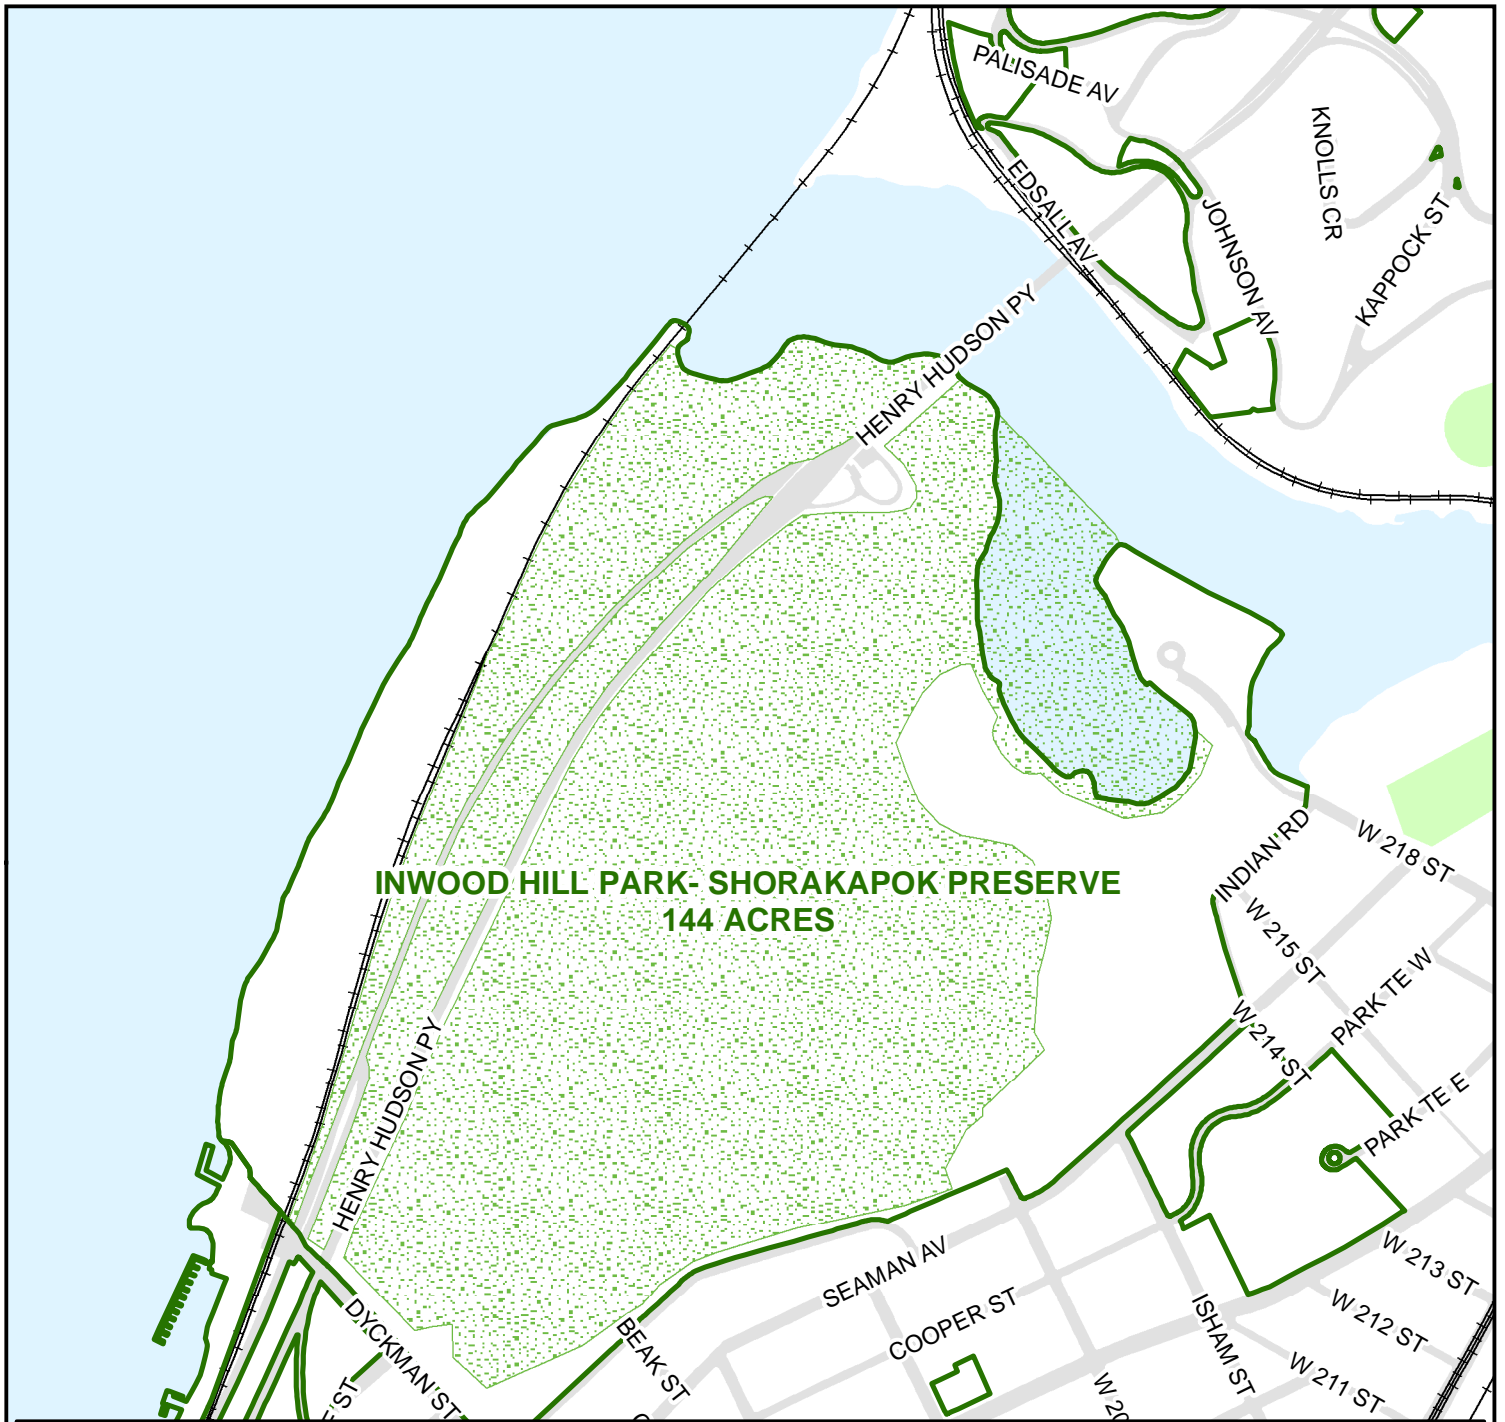 PALISADE AV
KNOLLS CR
EDSALL AV
JOHNSON AV
KAPPOCK ST
HENRY HUDSON PY
INWOOD HILL PARK- SHORAKAPOK PRESERVE
144 ACRES
INDIAN RD
W 218 ST
W 215 ST
PARK TE W
W 214 ST
HENRY HUDSON PY
PARK TE E
SEAMAN AV
W 213 ST
COOPER ST
DYCKMAN ST
BEAK ST
ISHAM ST
W 212 ST
W 211 ST
ST